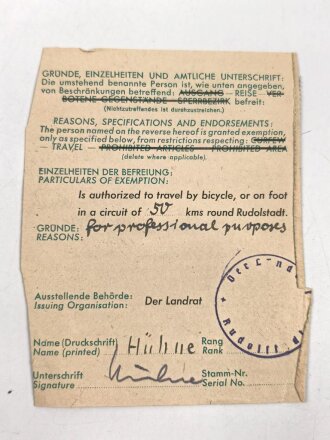 GRÜNDE, EINZELHEITEN UND AMTLICHE UNTERSCHRIFT:
Die umstehend benannte Person ist, wie unten angegeben,
von Beschränkungen betreffend: AUSGANG — REISE — VER-
BOTENE GEGENSTÄNDE — SPERRBEZIRK befreit:
(Nichtzutreffendes ist durchzustreichen.)
REASONS, SPECIFICATIONS AND ENDORSEMENTS:
The person named on the reverse hereof is granted exemption,
only as specified below, from restrictions respecting: CURFEW
— TRAVEL — PROHIBITED ARTICLES — PROHIBITED AREA
(delete where applicable).
EINZELHEITEN DER BEFREIUNG:
PARTICULARS OF EXEMPTION:
Is authorized to travel by bicycle, or on foot
in a circuit of 50 kms round Rudolstadt.
GRÜNDE: for professional purposes
REASONS:
Ausstellende Behörde: Der Landrat
Issuing Organisation:
Name (Druckschrift) Hühne Rang
Name (printed) Rank
Unterschrift Hühne Stamm-Nr.
Signature Serial No.